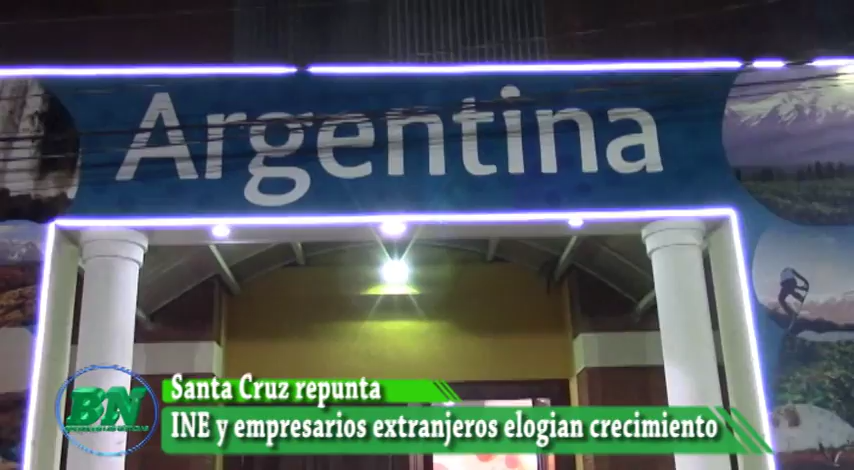 Argentina
Santa Cruz repunta
BN
INE y empresarios extranjeros elogian crecimiento